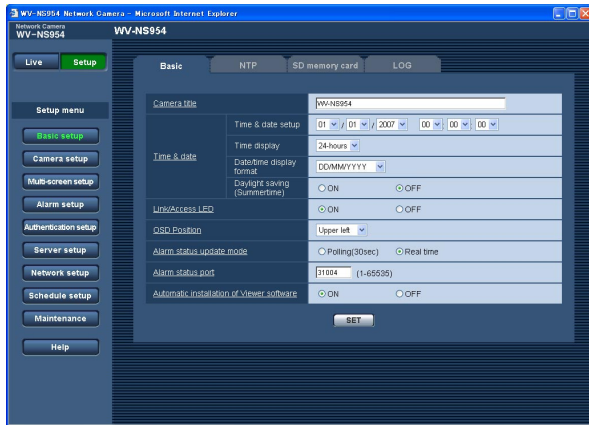 WV-NS954 Network Camera - Microsoft Internet Explorer
Network Camera
WV-NS954
WV-NS954
Live Setup
Basic NTP SD memory card LOG
Setup menu
Basic setup
Camera setup
Multi-screen setup
Alarm setup
Authentication setup
Server setup
Network setup
Schedule setup
Maintenance
Help
Camera title WV-NS954
Time & date
Time & date setup 01 / 01 / 2007 00 : 00 : 00
Time display 24-hours
Date/time display
format DD/MM/YYYY
Daylight saving
(Summertime) ON OFF
Link/Access LED ON OFF
OSD Position Upper left
Alarm status update
mode Polling(30sec) Real time
Alarm status port 31004 (1-65535)
Automatic installation of Viewer software ON OFF
SET